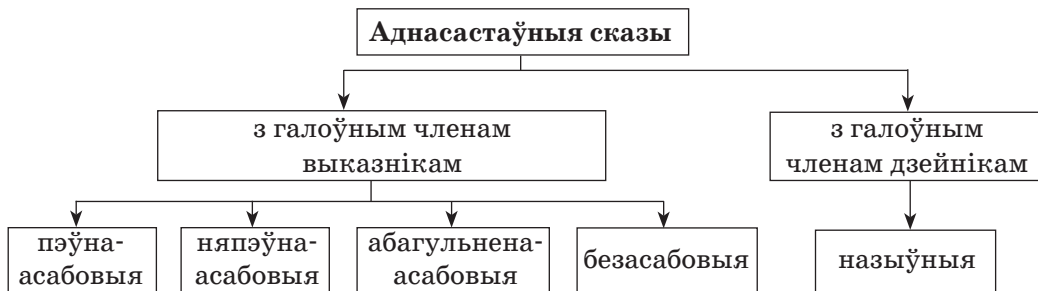 Аднасастаўныя сказы
з галоўным членам
выказнікам
з галоўным
членам дзейнікам
пэўна-
асабовыя
няпэўна-
асабовыя
абагульнена-
асабовыя
безасабовыя
назыўныя